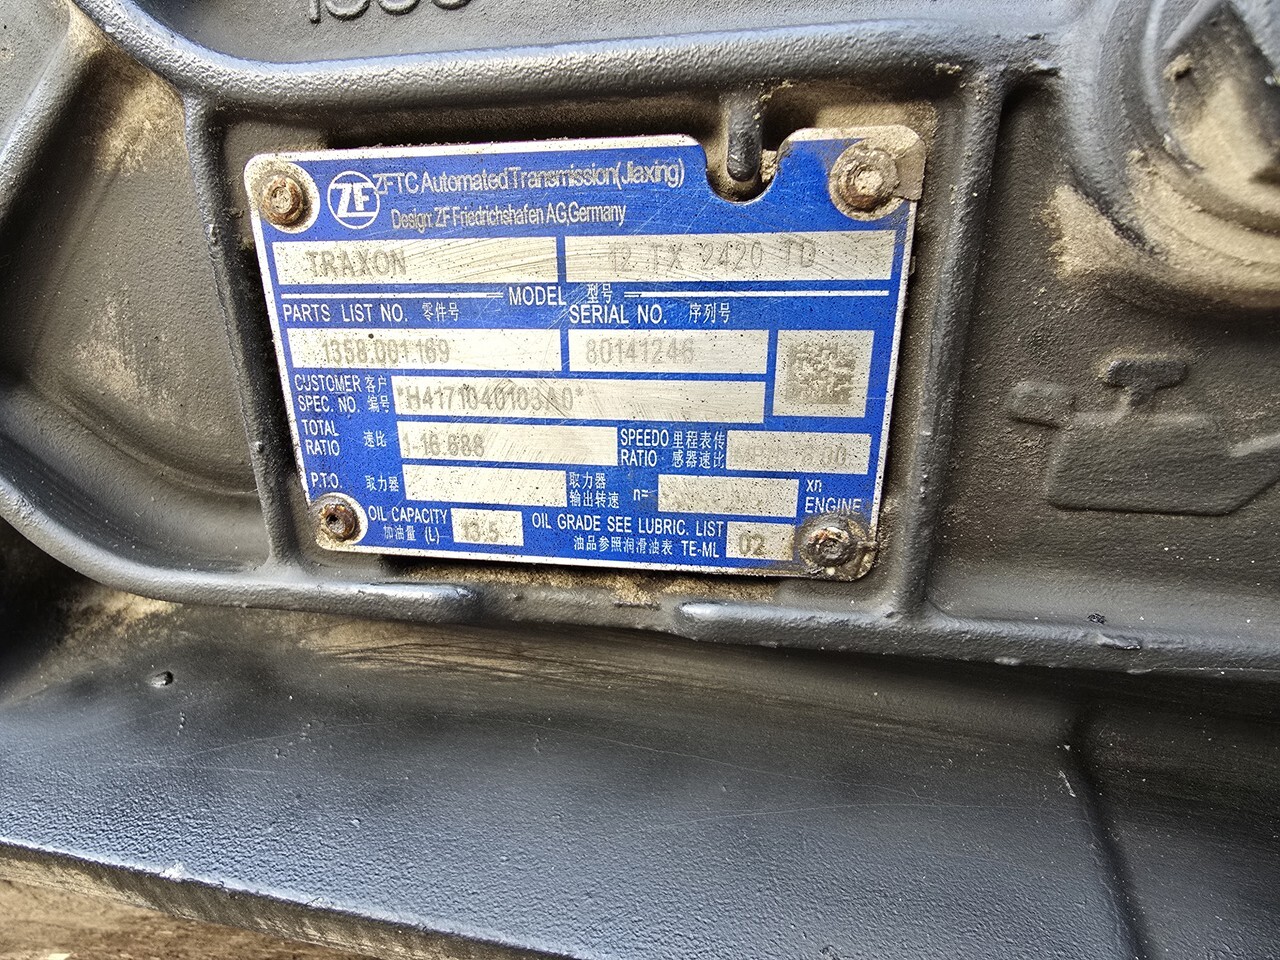 ZF
ZFTC Automated Transmission(Jiaxing)
Design: ZF Friedrichshafen AG,Germany
TRAXON 12 TX 2420 TD
MODEL 型号
PARTS LIST NO. 零件号 SERIAL NO. 序列号
1358.001.169 80141246
CUSTOMER 客户
SPEC. NO. 编号 *H4171040103A0*
TOTAL
RATIO 速比 1-16.688 SPEEDO 里程表传
RATIO 感器速比
P.T.O. 取力器 取力器
输出转速 n= xn
ENGINE
OIL CAPACITY
加油量 (L) 13.5 OIL GRADE SEE LUBRIC. LIST
油品参照润滑油表 TE-ML 02